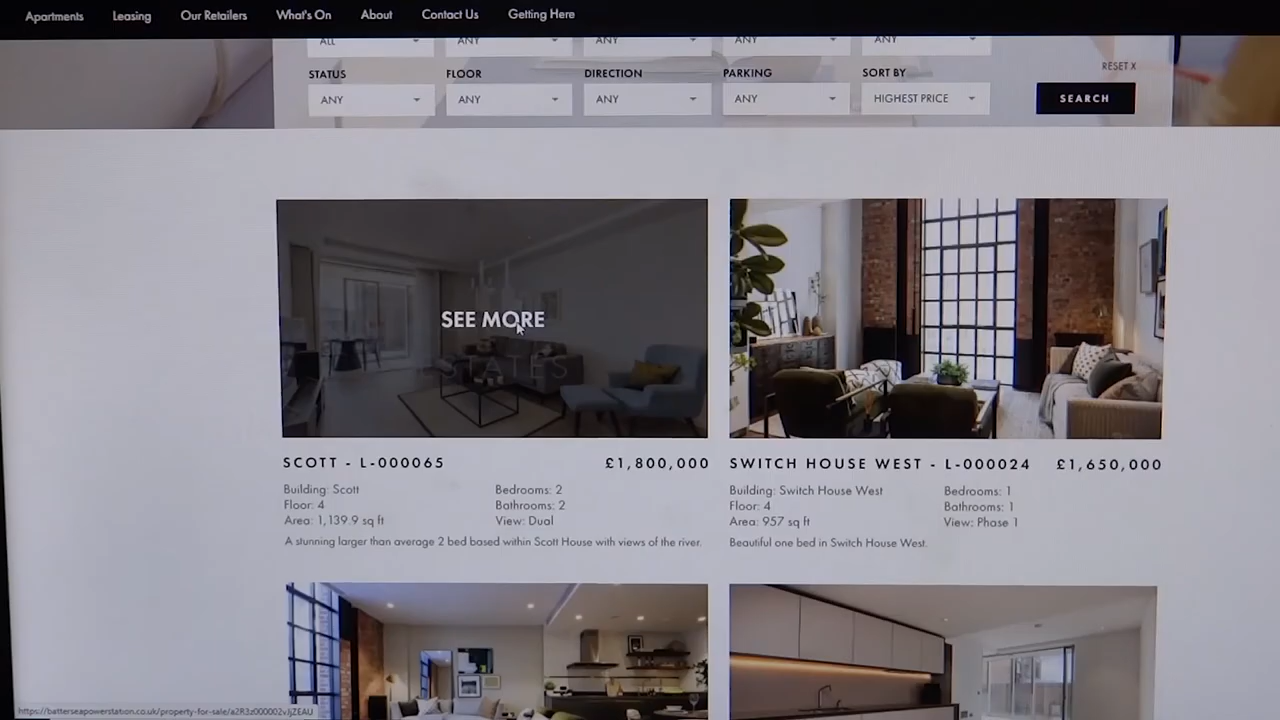 Apartments Leasing Our Retailers What's On About Contact Us Getting Here
ALL ANY ANY ANY ANY
STATUS FLOOR DIRECTION PARKING SORT BY RESET X
ANY ANY ANY ANY HIGHEST PRICE SEARCH
SEE MORE
ESTATES
SCOTT - L-000065 £1,800,000
Building: Scott Bedrooms: 2
Floor: 4 Bathrooms: 2
Area: 1,139.9 sq ft View: Dual
A stunning larger than average 2 bed based within Scott House with views of the river.
SWITCH HOUSE WEST - L-000024 £1,650,000
Building: Switch House West Bedrooms: 1
Floor: 4 Bathrooms: 1
Area: 957 sq ft View: Phase 1
Beautiful one bed in Switch House West.